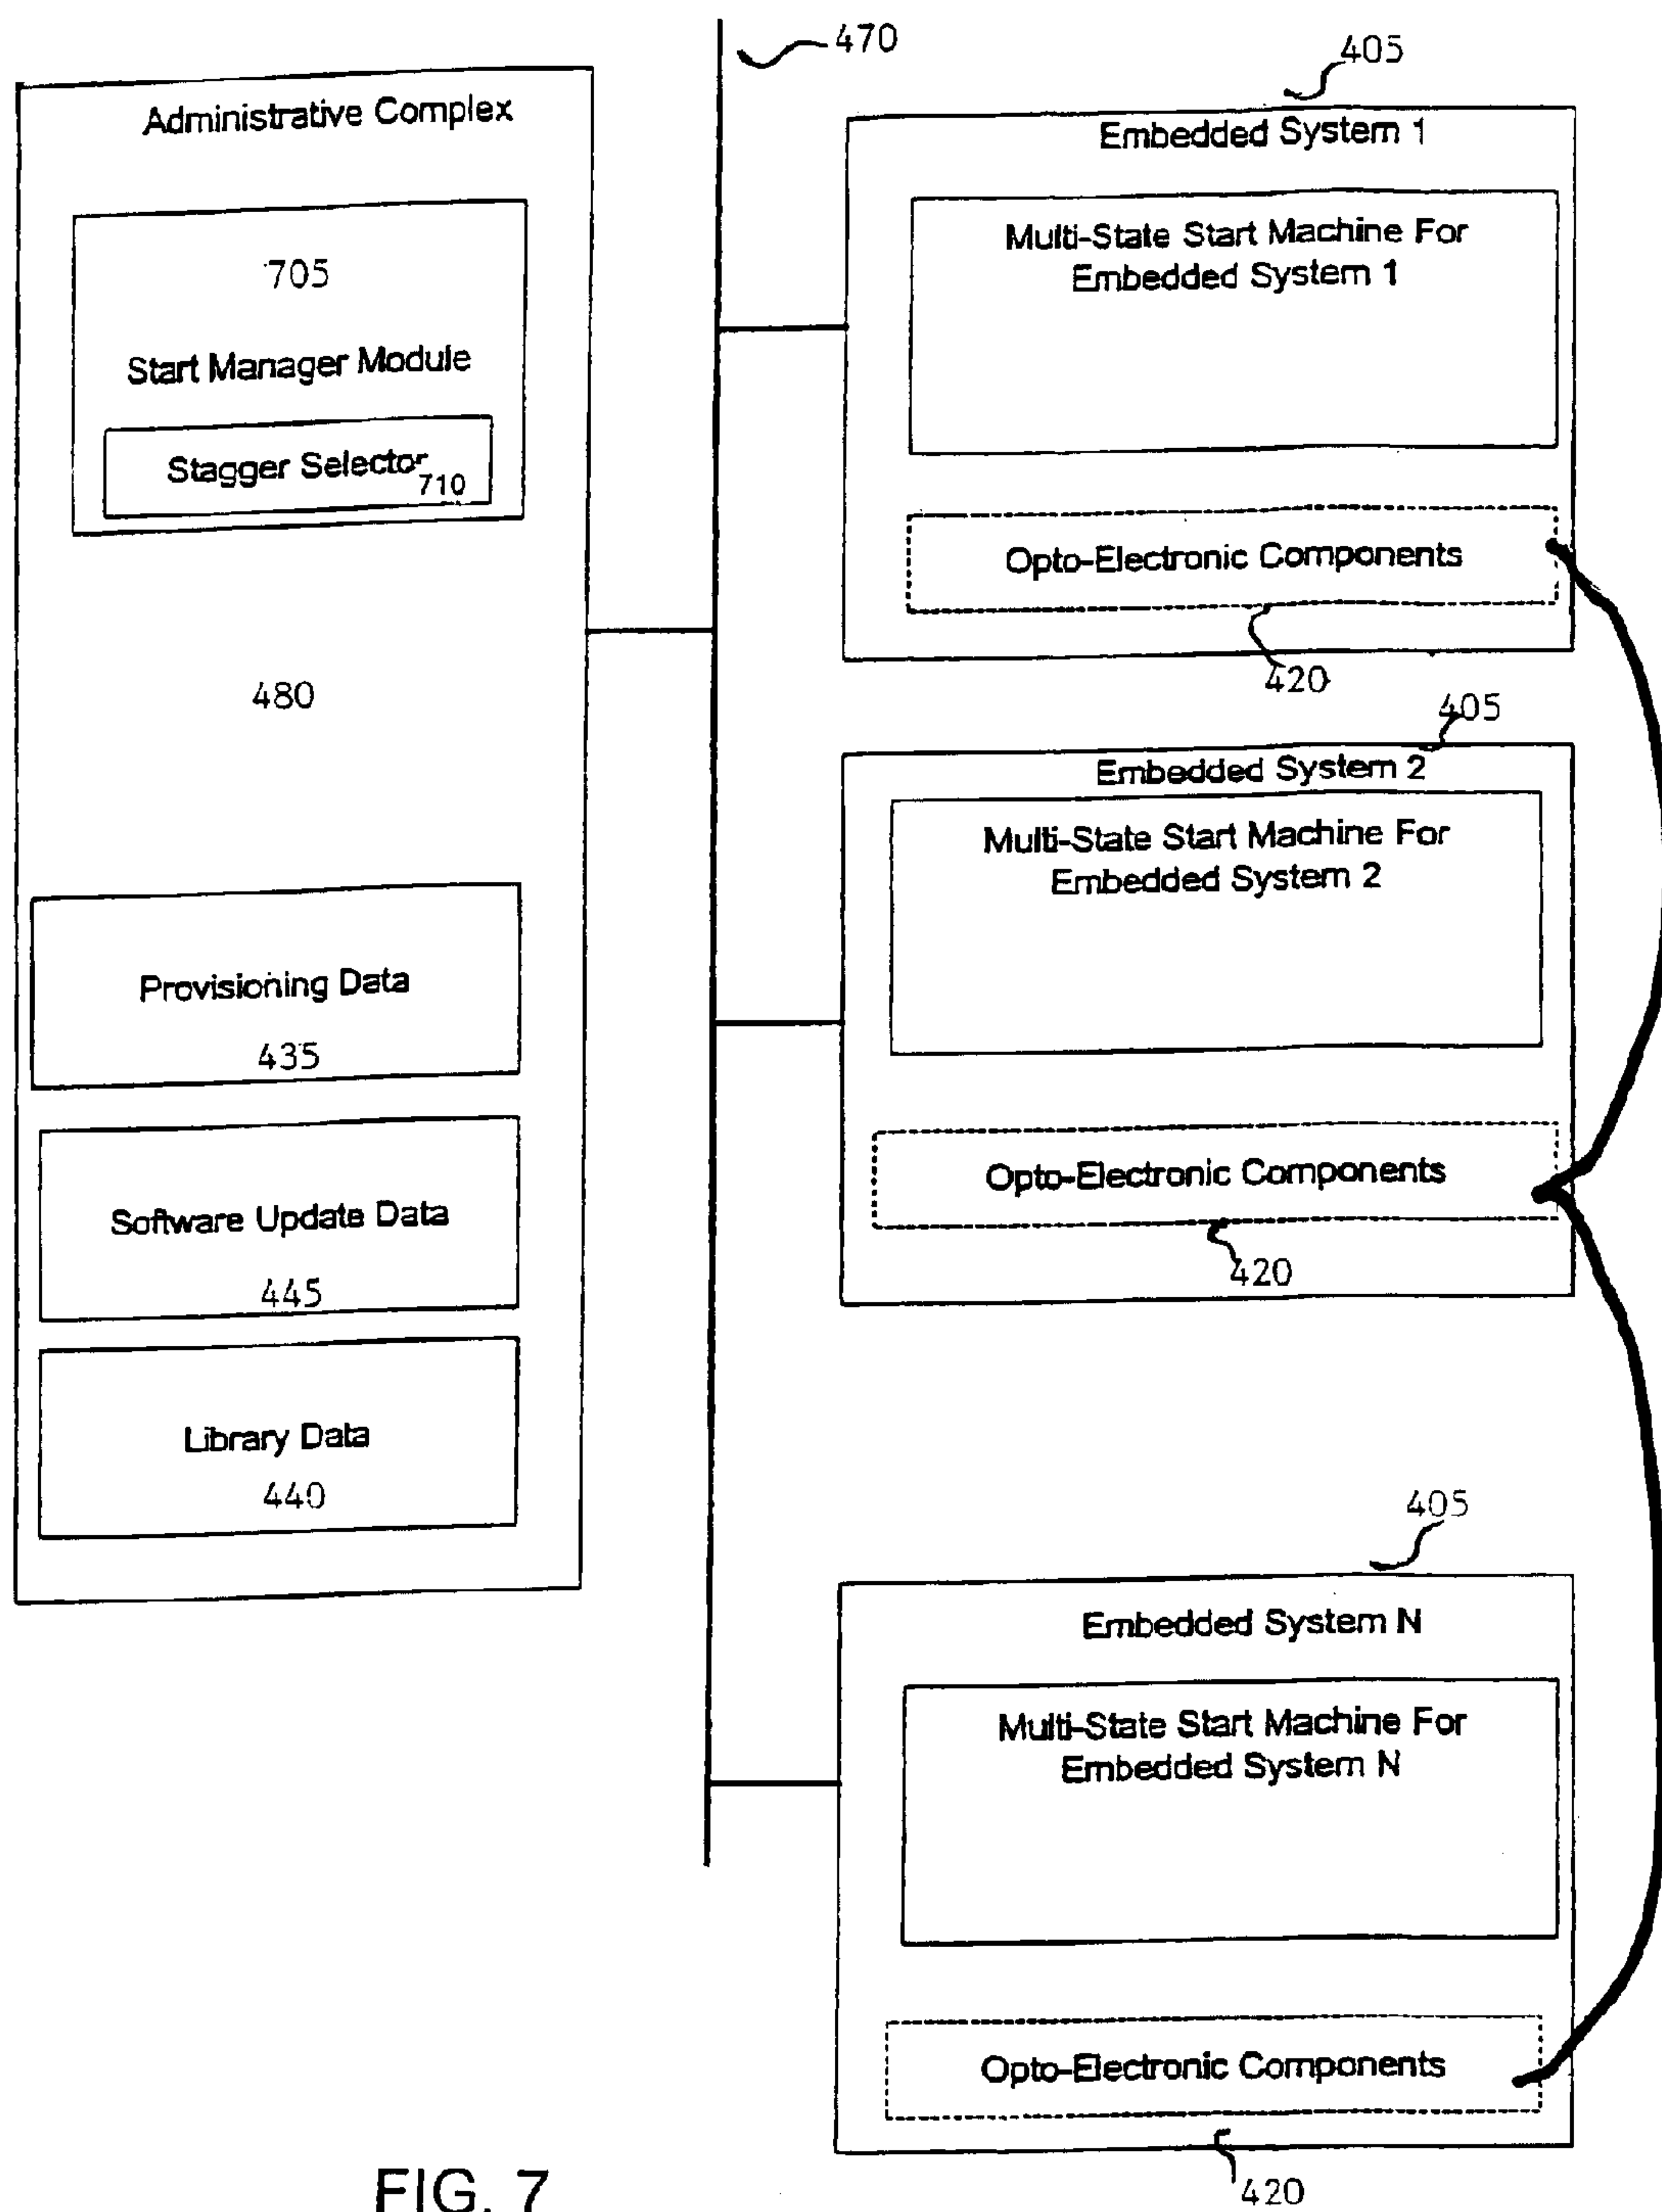 470
405
Administrative Complex
705
Start Manager Module
Stagger Selector
710
480
Provisioning Data
435
Software Update Data
445
Library Data
440
Embedded System 1
Multi-State Start Machine For
Embedded System 1
Opto-Electronic Components
420
405
Embedded System 2
Multi-State Start Machine For
Embedded System 2
Opto-Electronic Components
420
405
Embedded System N
Multi-State Start Machine For
Embedded System N
Opto-Electronic Components
420
FIG. 7